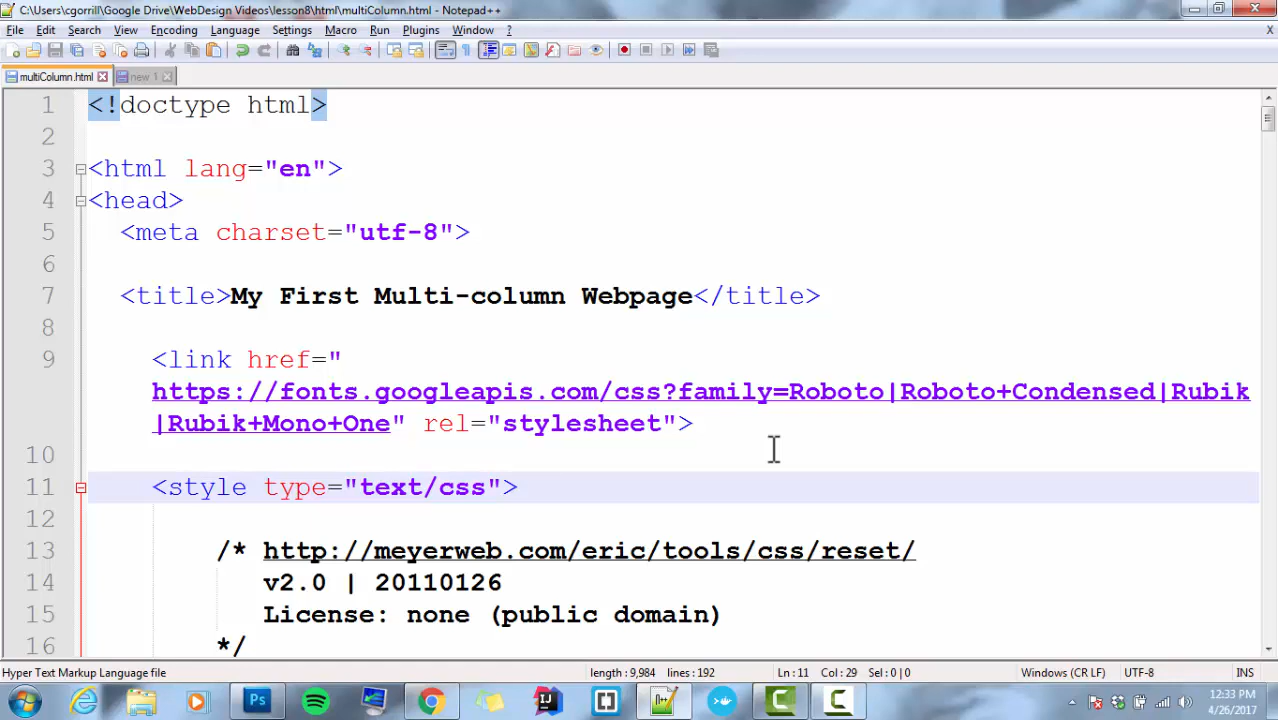 C:\Users\cgorrill\Google Drive\WebDesign Videos\lesson8\html\multiColumn.html - Notepad++
File Edit Search View Encoding Language Settings Macro Run Plugins Window ? X
multiColumn.html new 1
1 <!doctype html>
2
3 <html lang="en">
4 <head>
5 <meta charset="utf-8">
6
7 <title>My First Multi-column Webpage</title>
8
9 <link href="
https://fonts.googleapis.com/css?family=Roboto|Roboto+Condensed|Rubik
|Rubik+Mono+One" rel="stylesheet">
10
11 <style type="text/css">
12
13 /* http://meyerweb.com/eric/tools/css/reset/
14 v2.0 | 20110126
15 License: none (public domain)
16 */
Hyper Text Markup Language file length : 9,984 lines : 192 Ln : 11 Col : 29 Sel : 0 | 0 Windows (CR LF) UTF-8 INS
Ps IJ C C
12:33 PM
4/26/2017